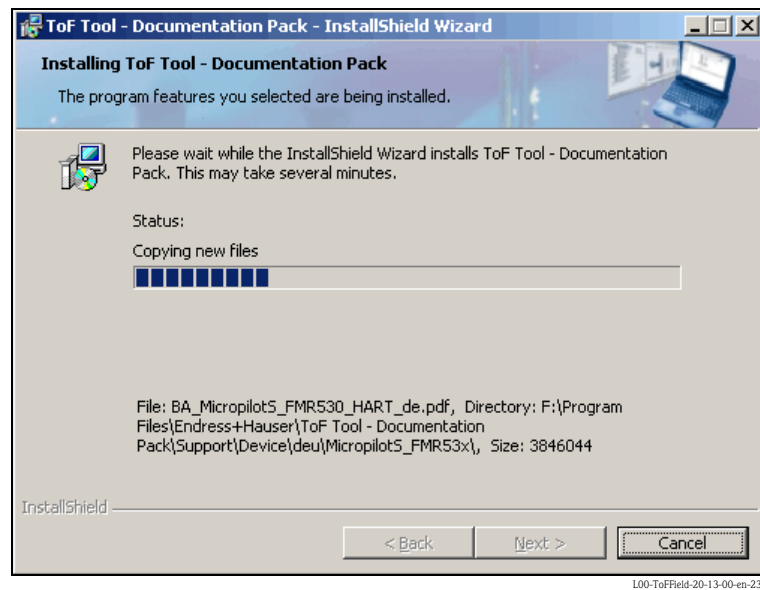 ToF Tool - Documentation Pack - InstallShield Wizard
Installing ToF Tool - Documentation Pack
The program features you selected are being installed.
Please wait while the InstallShield Wizard installs ToF Tool - Documentation
Pack. This may take several minutes.
Status:
Copying new files
File: BA_MicropilotS_FMR530_HART_de.pdf, Directory: F:\Program
Files\Endress+Hauser\ToF Tool - Documentation
Pack\Support\Device\deu\MicropilotS_FMR53x\, Size: 3846044
InstallShield
< Back
Next >
Cancel
L00-ToFField-20-13-00-en-23